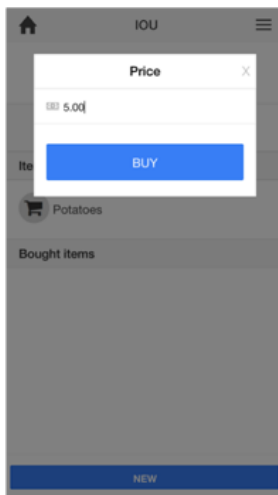 IOU
Price X
5.00
BUY
Ite
Potatoes
Bought items
NEW